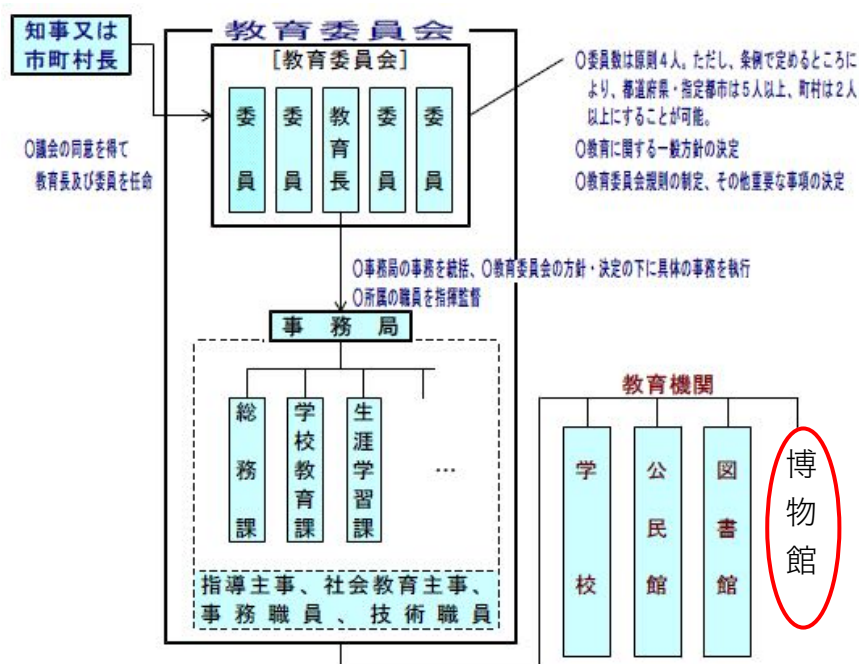 知事又は
市町村長
教育委員会
[教育委員会]
委員
委員
教育長
委員
委員
〇議会の同意を得て
教育長及び委員を任命
〇委員数は原則4人。ただし、条例で定めるところに
より、都道府県・指定都市は5人以上、町村は2人
以上にすることが可能。
〇教育に関する一般方針の決定
〇教育委員会規則の制定、その他重要な事項の決定
〇事務局の事務を統括、〇教育委員会の方針・決定の下に具体の事務を執行
〇所属の職員を指揮監督
事務局
総務課
学校教育課
生涯学習課
…
指導主事、社会教育主事、
事務職員、技術職員
教育機関
学校
公民館
図書館
博物館